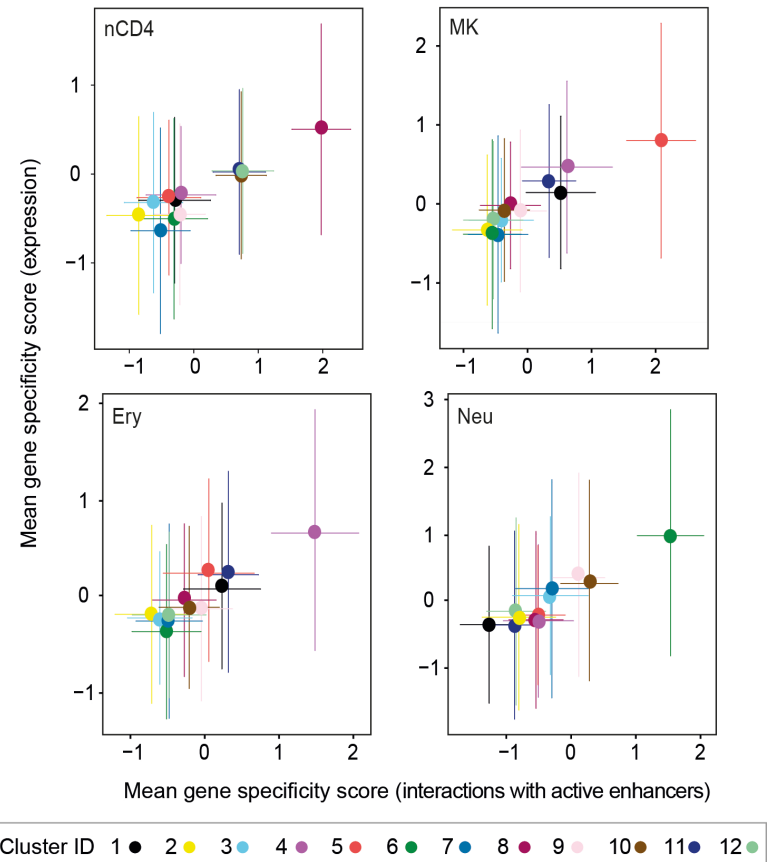 nCD4
MK
1
0
−1
2
1
0
−1
−1 0 1 2
−1 0 1 2
Mean gene specificity score (expression)
Ery
Neu
2
1
0
−1
3
2
1
0
−1
−1 0 1 2
−1 0 1 2
Mean gene specificity score (interactions with active enhancers)
Cluster ID 1 2 3 4 5 6 7 8 9 10 11 12